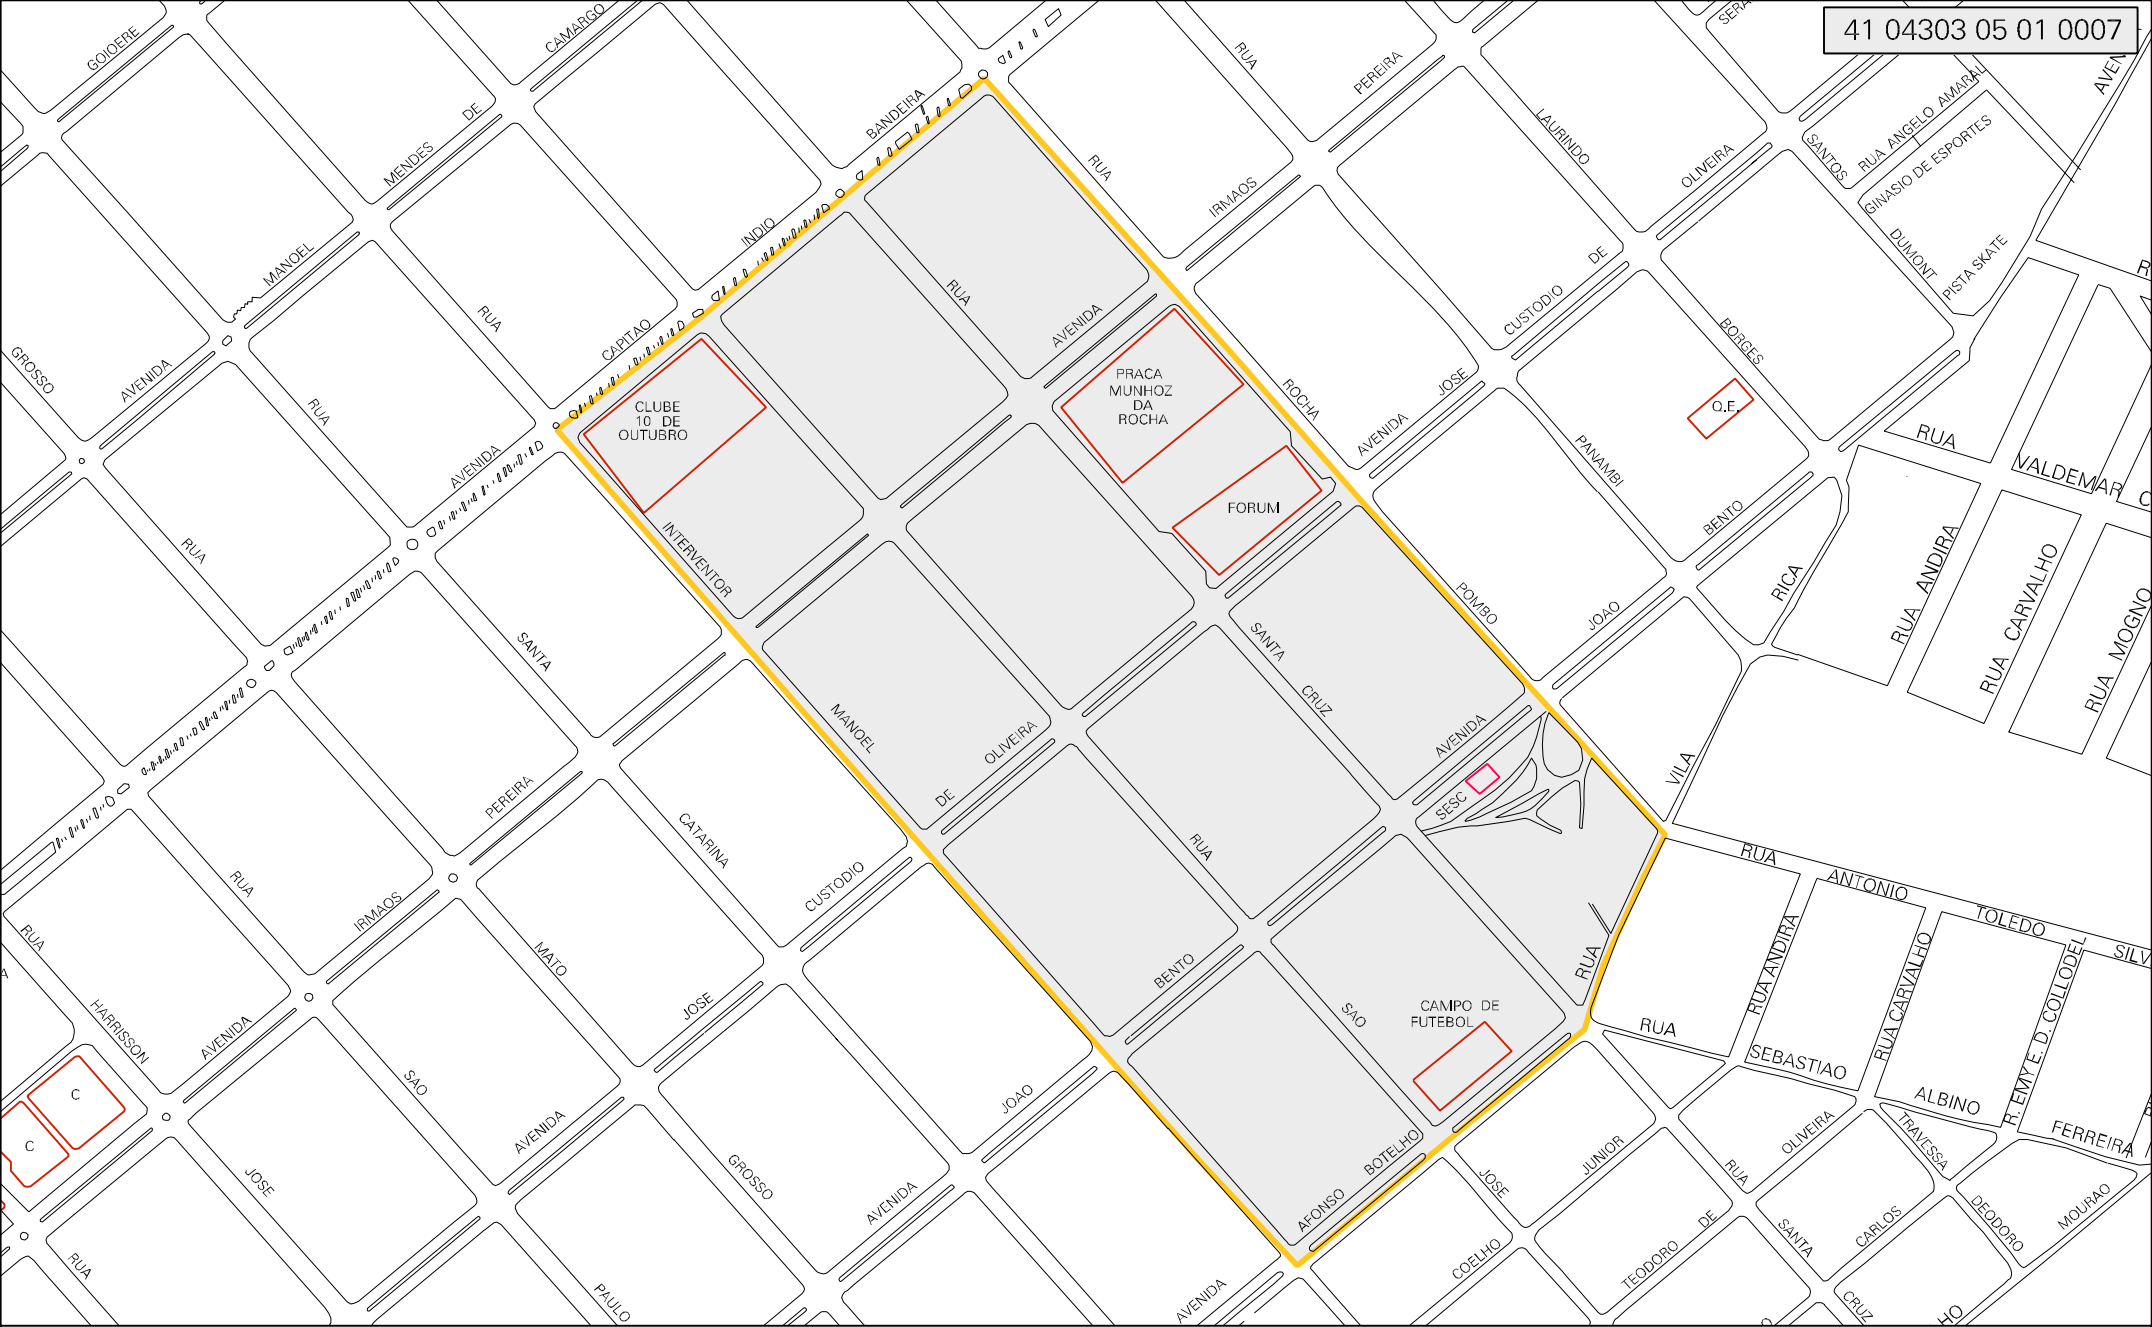 41 04303 05 01 0007
GOIOERE
CAMARGO
DE
MENDES
MANOEL
AVENIDA
GROSSO
RUA
RUA
RUA
BANDEIRA
INDIO
CAPITAO
AVENIDA
RUA
PEREIRA
IRMAOS
RUA
LAURINDO
OLIVEIRA
DE
CUSTODIO
JOSE
AVENIDA
SANTOS
RUA ANGELO AMARAL
GINASIO DE ESPORTES
DUMONT
PISTA SKATE
BORGES
Q.E.
PANAMBI
BENTO
JOAO
ROCHA
POMBO
RUA
AVENIDA
CLUBE
10 DE
OUTUBRO
PRACA
MUNHOZ
DA
ROCHA
FORUM
INTERVENTOR
MANOEL
OLIVEIRA
DE
SANTA
CRUZ
AVENIDA
SESC
RUA
BENTO
SAO
CAMPO DE
FUTEBOL
BOTELHO
AFONSO
RUA
RUA
VALDEMAR
RICA
VILA
RUA ANDIRA
RUA CARVALHO
RUA MOGNO
RUA
ANTONIO
TOLEDO
RUA ANDIRA
RUA CARVALHO
R. EMY E. D. COLLODEL
RUA
SEBASTIAO
ALBINO
FERREIRA
TRAVESSA
OLIVEIRA
RUA
DE
TEODORO
JUNIOR
JOSE
COELHO
AVENIDA
SANTA
CRUZ
CARLOS
DEODORO
MOURAO
SANTA
PEREIRA
CATARINA
CUSTODIO
IRMAOS
MATO
JOSE
JOAO
RUA
RUA
HARRISSON
AVENIDA
SAO
AVENIDA
GROSSO
AVENIDA
C
C
JOSE
RUA
PAULO